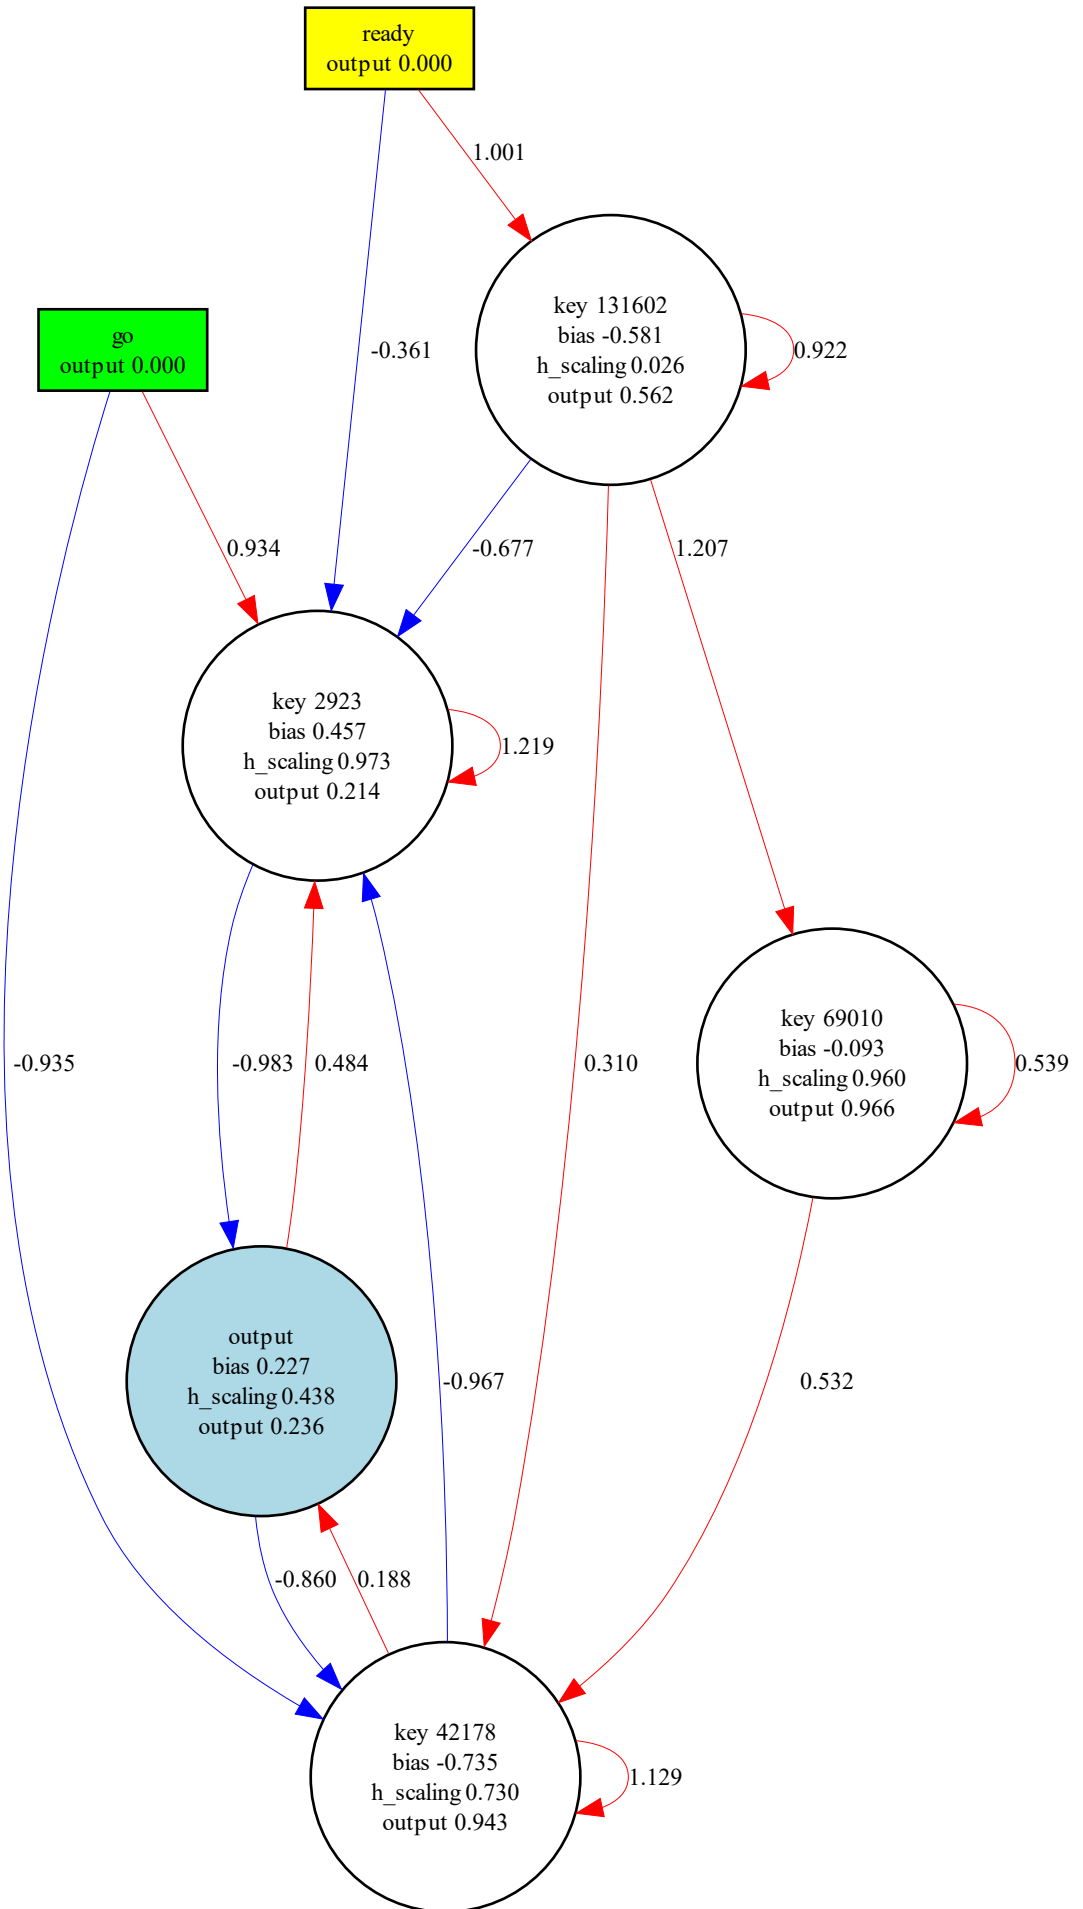 ready
output 0.000
1.001
key 131602
bias -0.581
h_scaling 0.026
output 0.562
0.922
go
output 0.000
-0.361
0.934
-0.677
1.207
key 2923
bias 0.457
h_scaling 0.973
output 0.214
1.219
key 69010
bias -0.093
h_scaling 0.960
output 0.966
0.539
-0.935
-0.983
0.484
0.310
output
bias 0.227
h_scaling 0.438
output 0.236
-0.967
0.532
-0.860
0.188
key 42178
bias -0.735
h_scaling 0.730
output 0.943
1.129